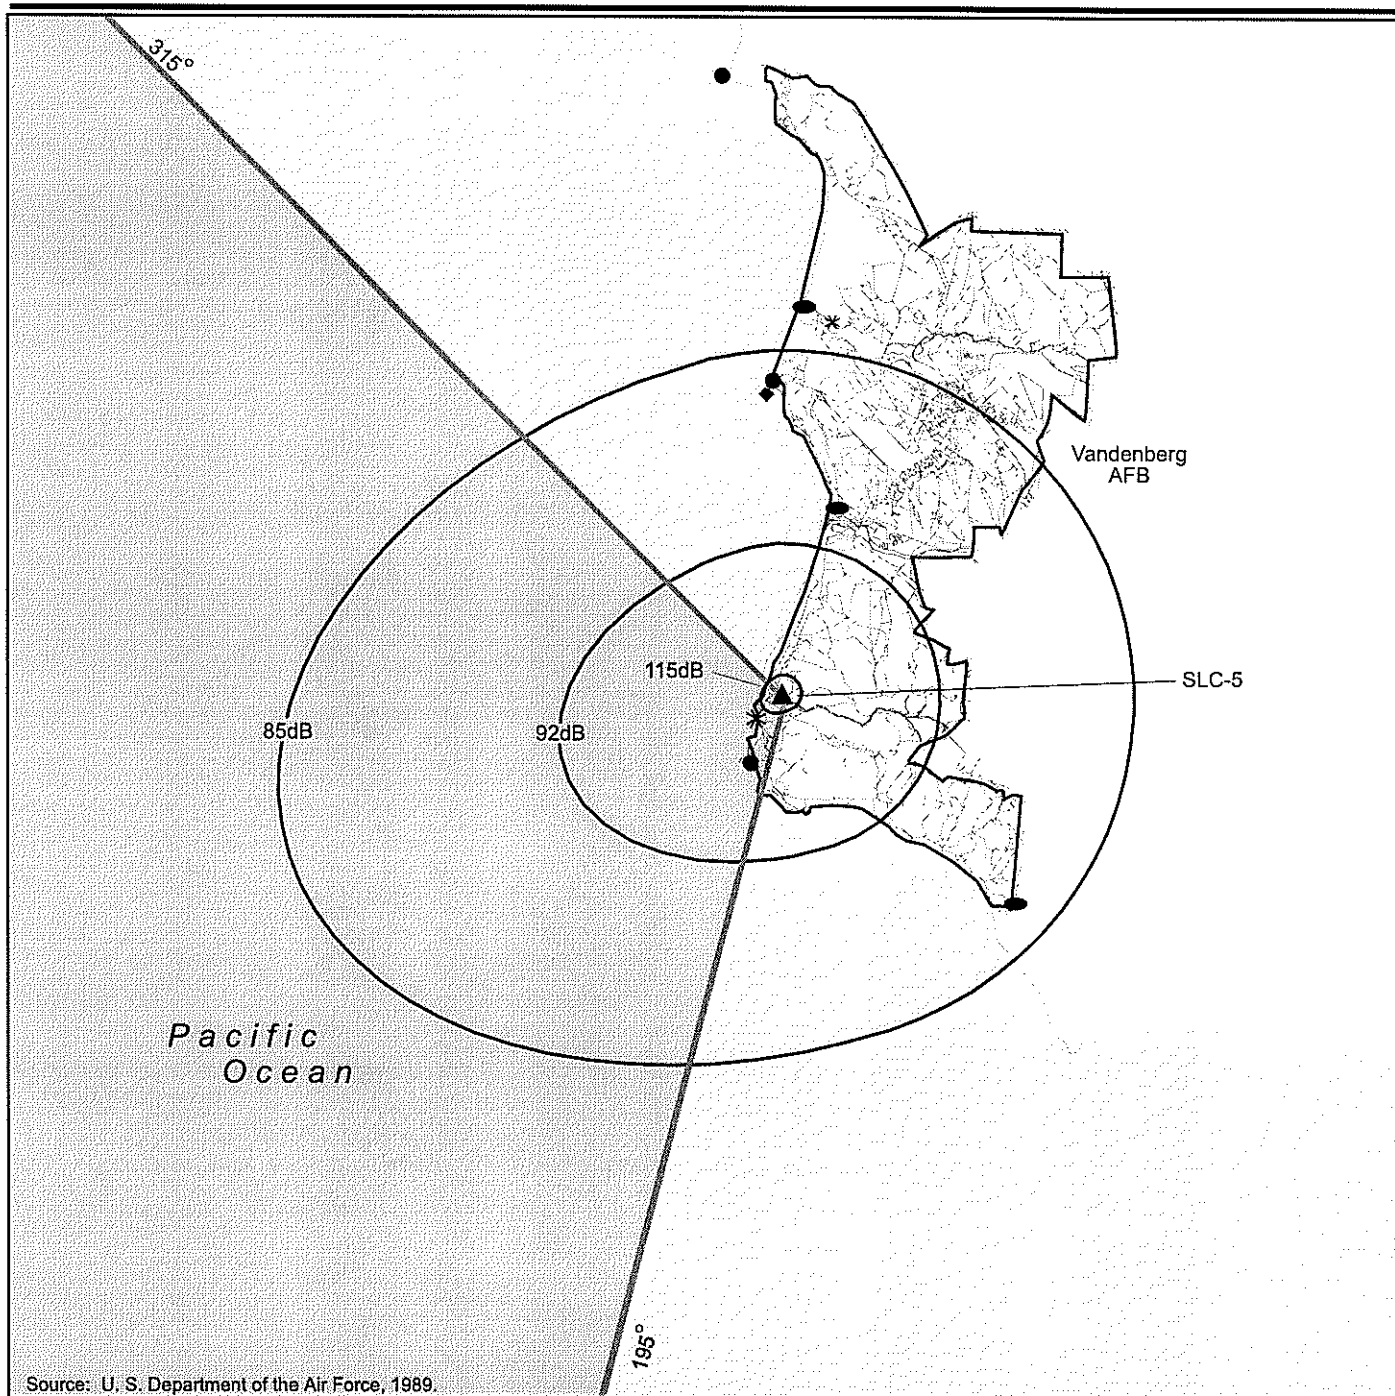 315°
Vandenberg
AFB
115dB
SLC-5
85dB
92dB
Pacific
Ocean
195°
Source: U. S. Department of the Air Force, 1989.